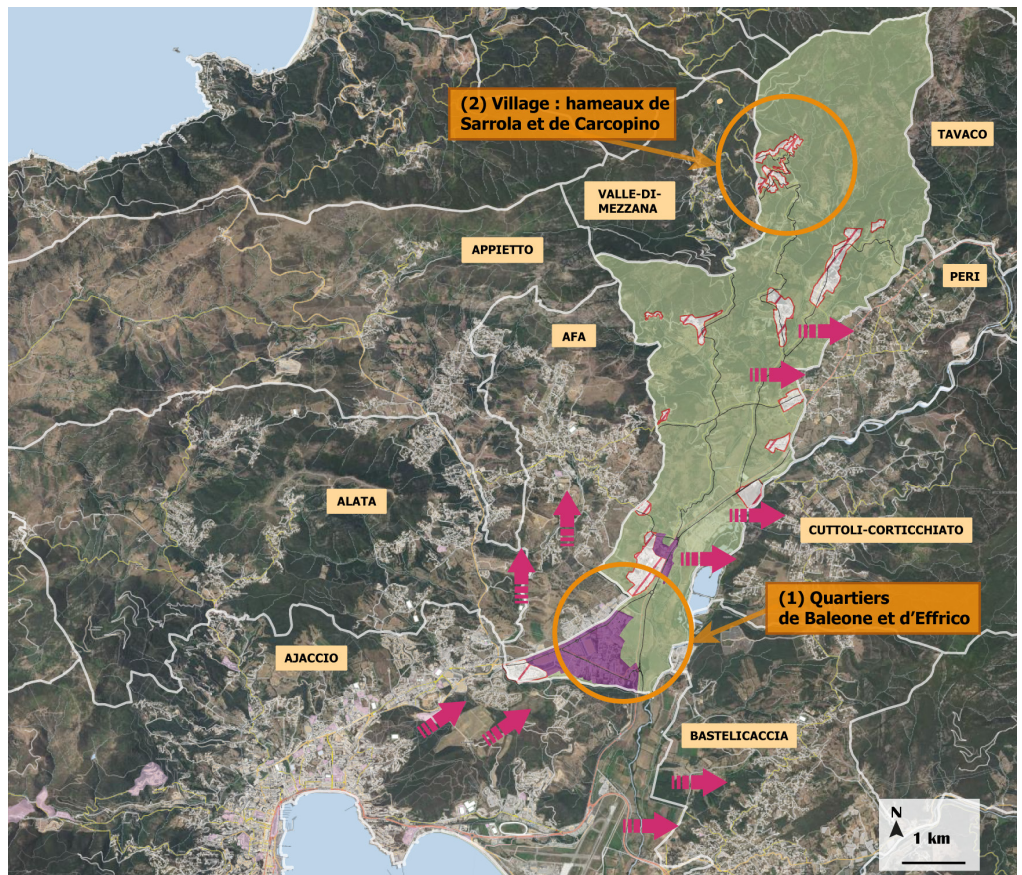 (2) Village : hameaux de
Sarrola et de Carcopino
TAVACO
VALLE-DI-
MEZZANA
APPIETTO
PERI
AFA
ALATA
CUTTOLI-CORTICCHIATO
(1) Quartiers
de Baleone et d'Effrico
AJACCIO
BASTELICACCIA
N
1 km